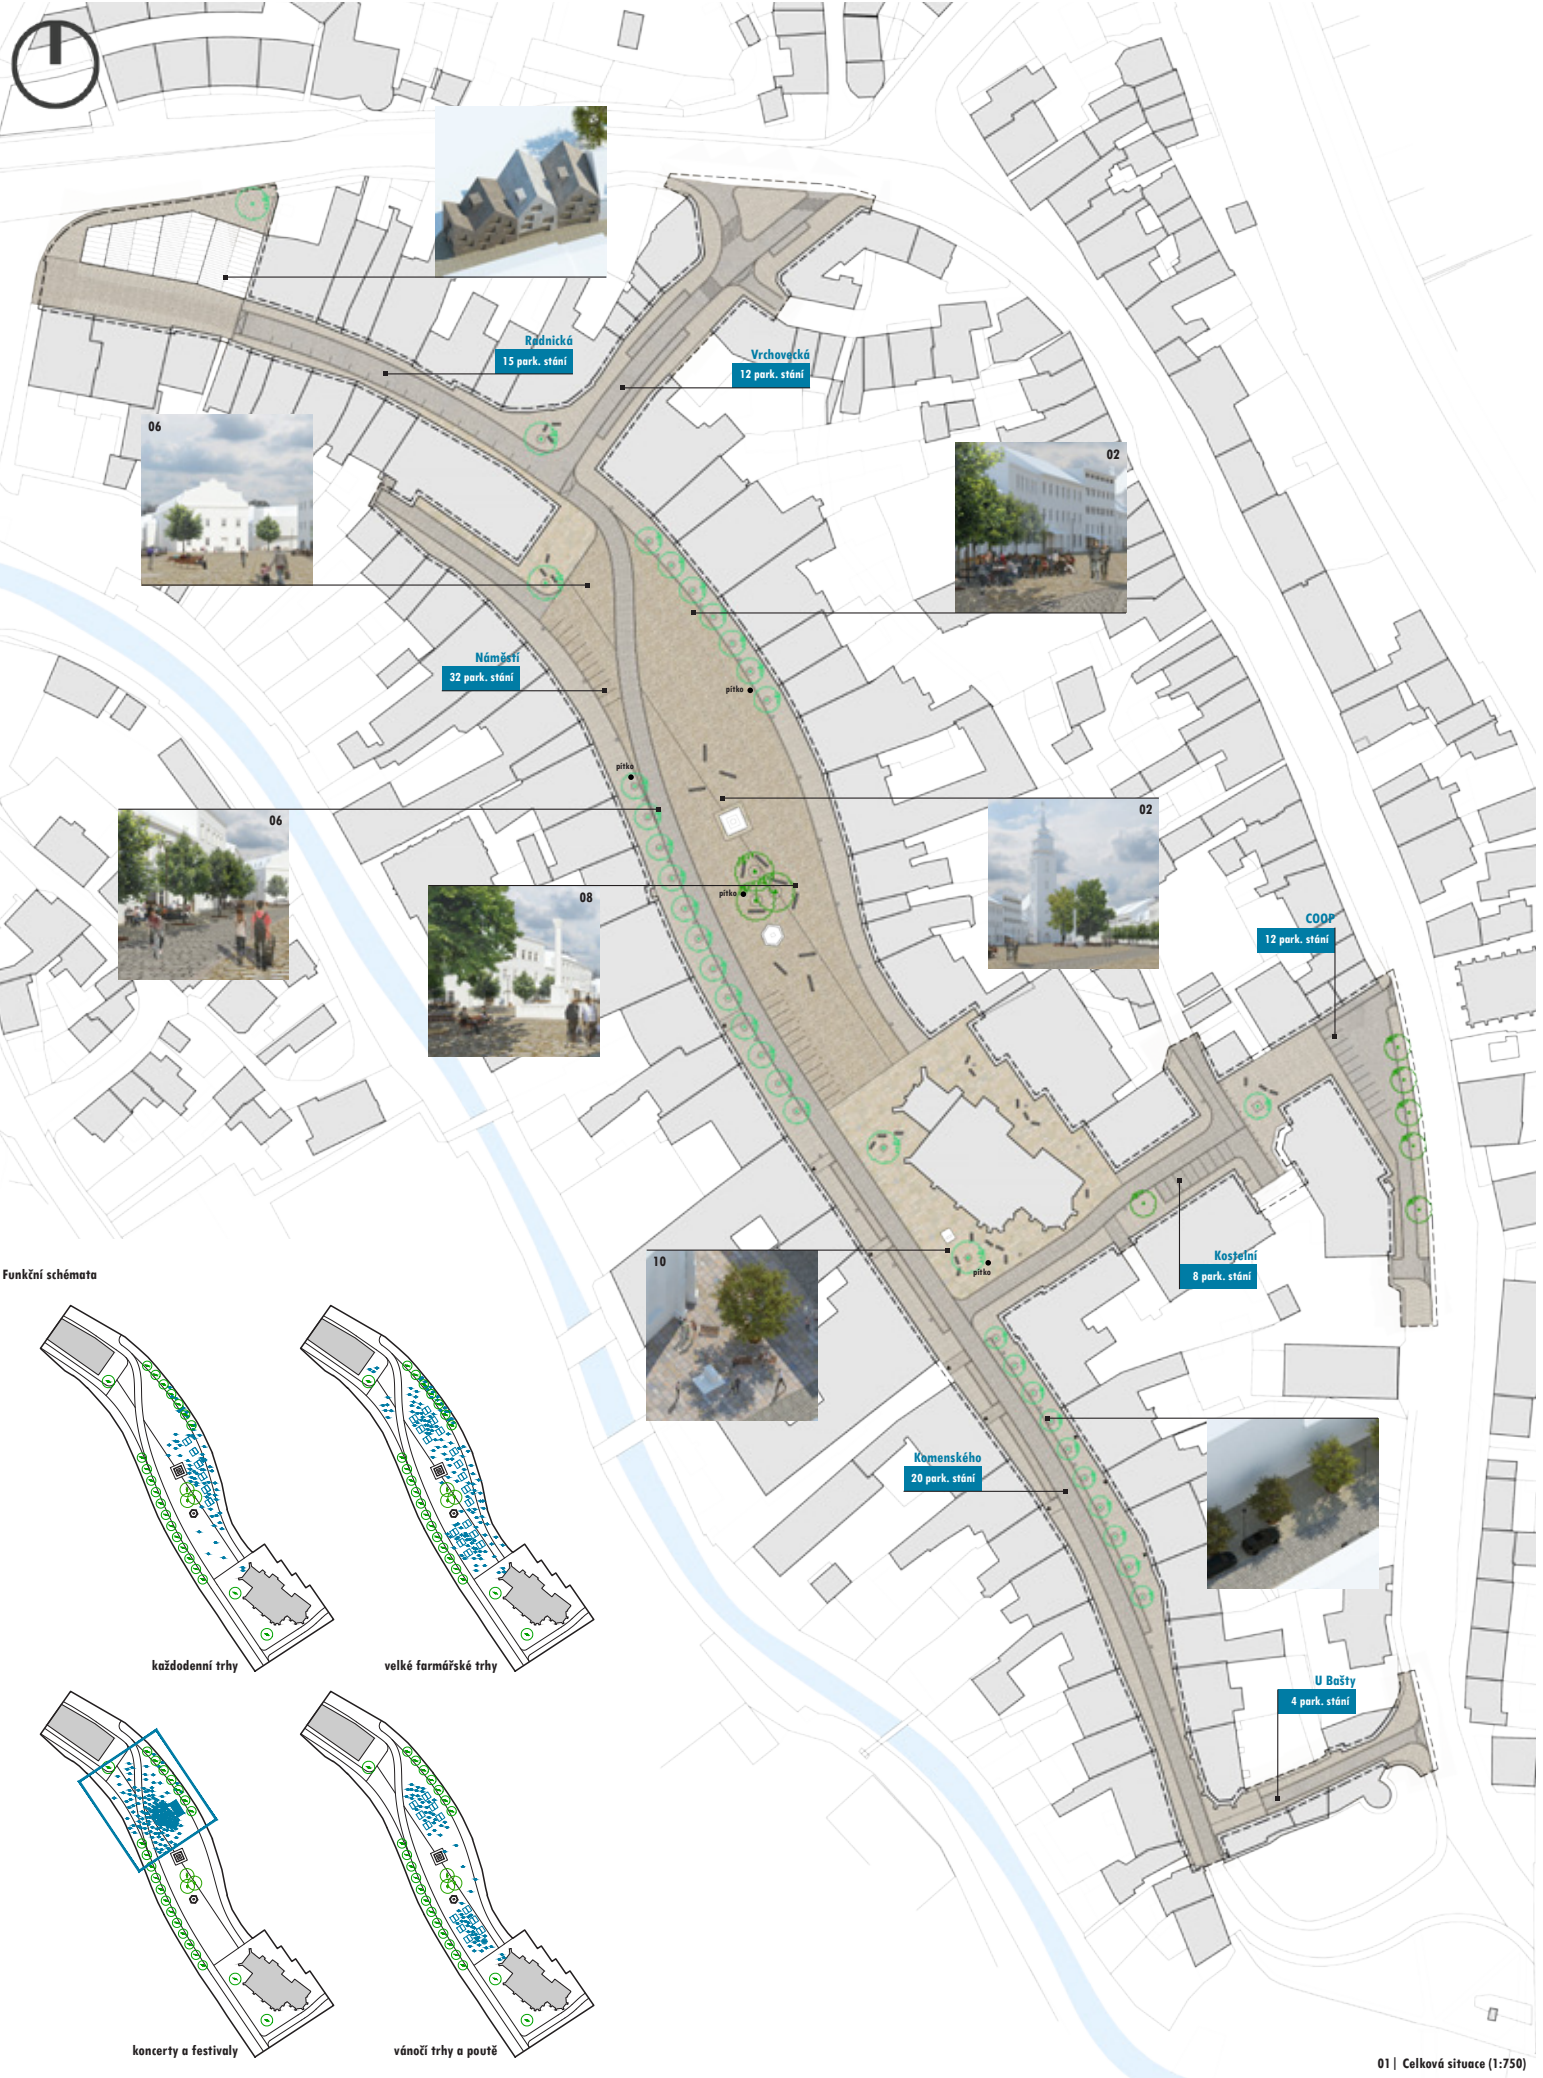 Radnická
15 park. stání
Vrchovecká
12 park. stání
06
02
Náměstí
32 park. stání
pítko
pítko
06
02
pítko
08
COOP
12 park. stání
10
pítko
Kostelní
8 park. stání
Funkční schémata
Komenského
20 park. stání
každodenní trhy
velké farmářské trhy
U Bašty
4 park. stání
koncerty a festivaly
vánočí trhy a poutě
01| Celková situace (1:750)